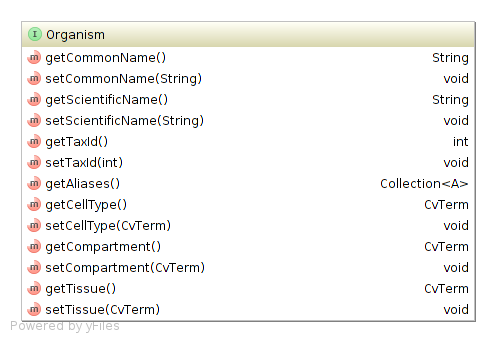 I Organism
m getCommonName() String
m setCommonName(String) void
m getScientificName() String
m setScientificName(String) void
m getTaxId() int
m setTaxId(int) void
m getAliases() Collection<A>
m getCellType() CvTerm
m setCellType(CvTerm) void
m getCompartment() CvTerm
m setCompartment(CvTerm) void
m getTissue() CvTerm
m setTissue(CvTerm) void
Powered by yFiles